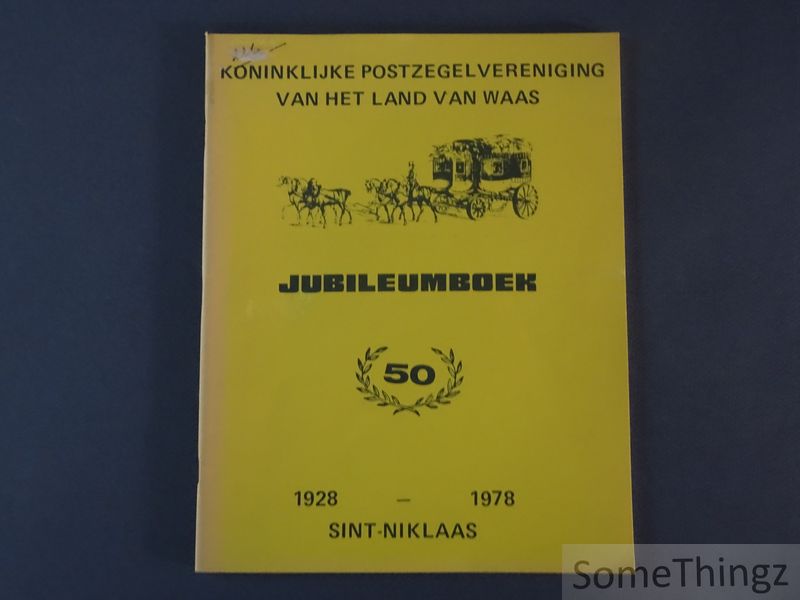 KONINKLIJKE POSTZEGELVERENIGING
VAN HET LAND VAN WAAS
JUBILEUMBOEK
50
1928 — 1978
SINT-NIKLAAS
SomeThingz